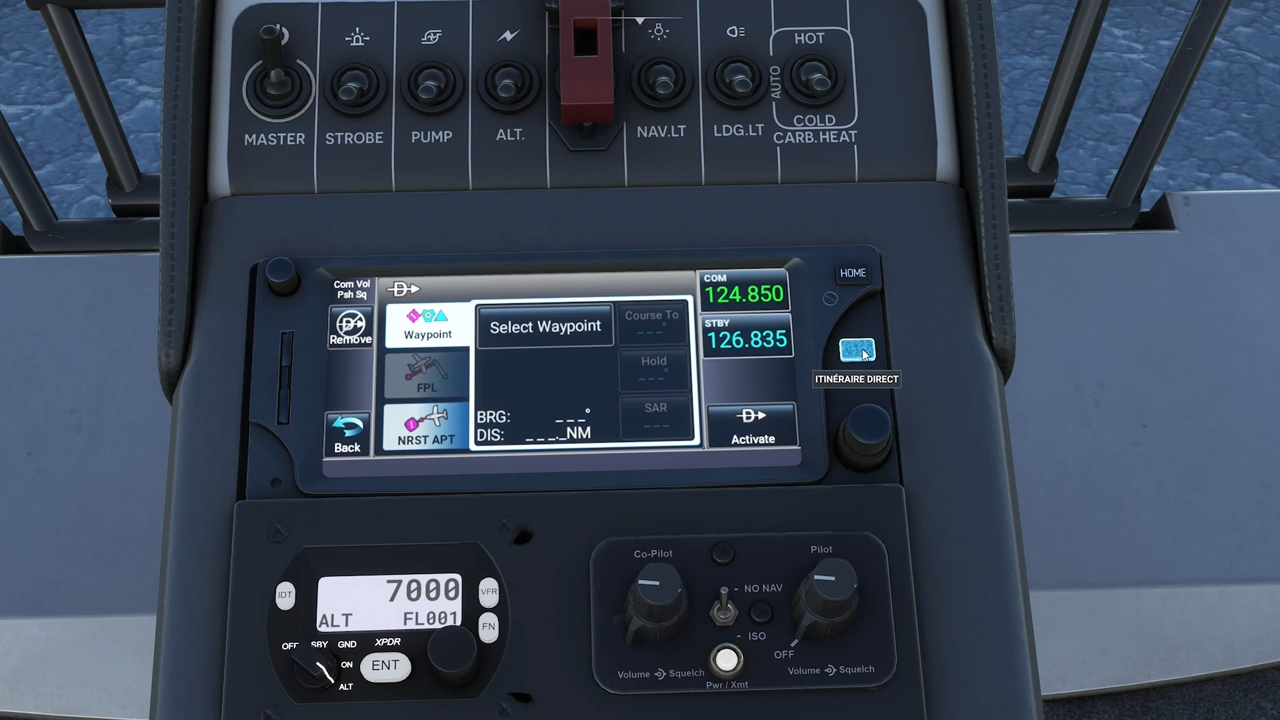 MASTER
STROBE
PUMP
ALT.
NAV.LT
LDG.LT
HOT
AUTO
COLD
CARB.HEAT
Com Vol
Psh Sq
Remove
Back
Waypoint
FPL
NRST APT
Select Waypoint
BRG: _ _ _°
DIS: _ _ _._NM
Course To
_ _ _°
Hold
_ _ _°
SAR
_ _ _
COM
124.850
STBY
126.835
Activate
HOME
ITINÉRAIRE DIRECT
IDT
7000
ALT FL001
VFR
FN
OFF SBY GND XPDR
ON
ALT
ENT
Co-Pilot
Pilot
NO NAV
ISO
OFF
Volume Squelch
Pwr / Xmt
Volume Squelch